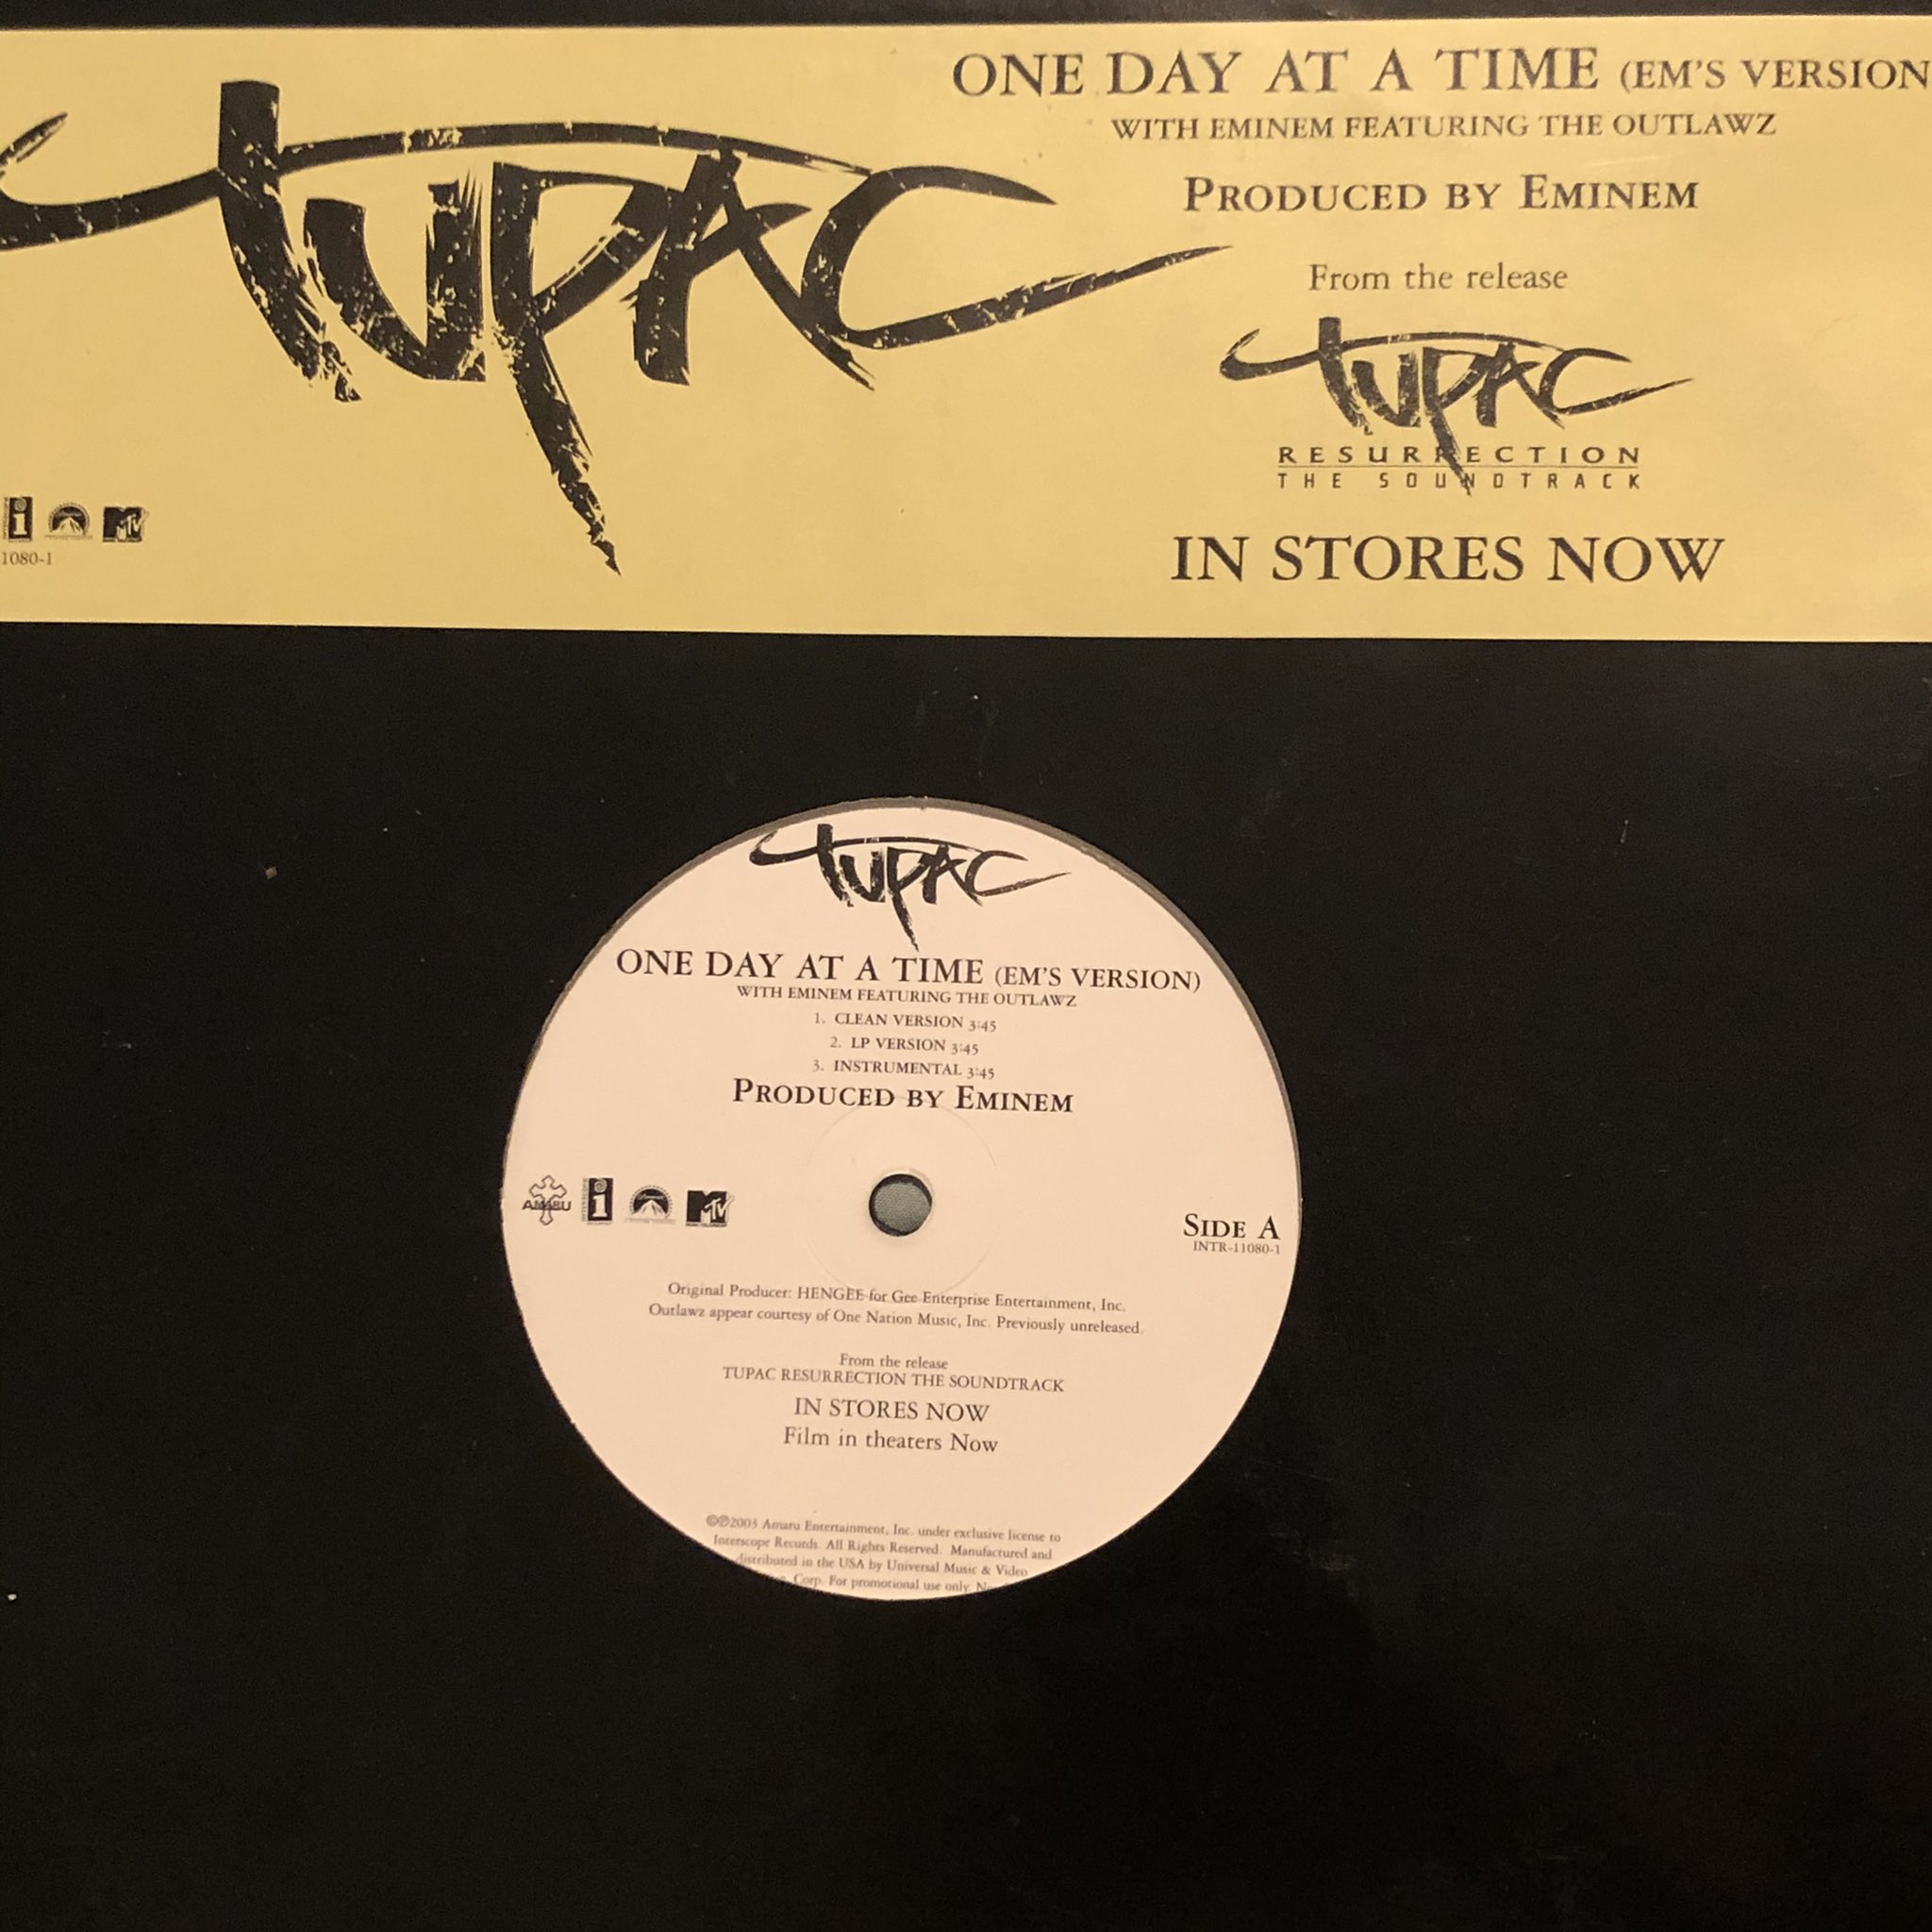 TUPAC
ONE DAY AT A TIME (EM'S VERSION
WITH EMINEM FEATURING THE OUTLAWZ
PRODUCED BY EMINEM
From the release
TUPAC
RESURRECTION
THE SOUNDTRACK
IN STORES NOW
i MTV
1080-1
TUPAC
ONE DAY AT A TIME (EM'S VERSION)
WITH EMINEM FEATURING THE OUTLAWZ
1. CLEAN VERSION 3:45
2. LP VERSION 3:45
3. INSTRUMENTAL 3:45
PRODUCED BY EMINEM
AMARU i MTV
SIDE A
INTR-11080-1
Original Producer: HENGEE for Gee Enterprise Entertainment, Inc.
Outlawz appear courtesy of One Nation Music, Inc. Previously unreleased.
From the release
TUPAC RESURRECTION THE SOUNDTRACK
IN STORES NOW
Film in theaters Now
©℗2003 Amaru Entertainment, Inc. under exclusive license to
Interscope Records. All Rights Reserved. Manufactured and
distributed in the USA by Universal Music & Video
Corp. For promotional use only.